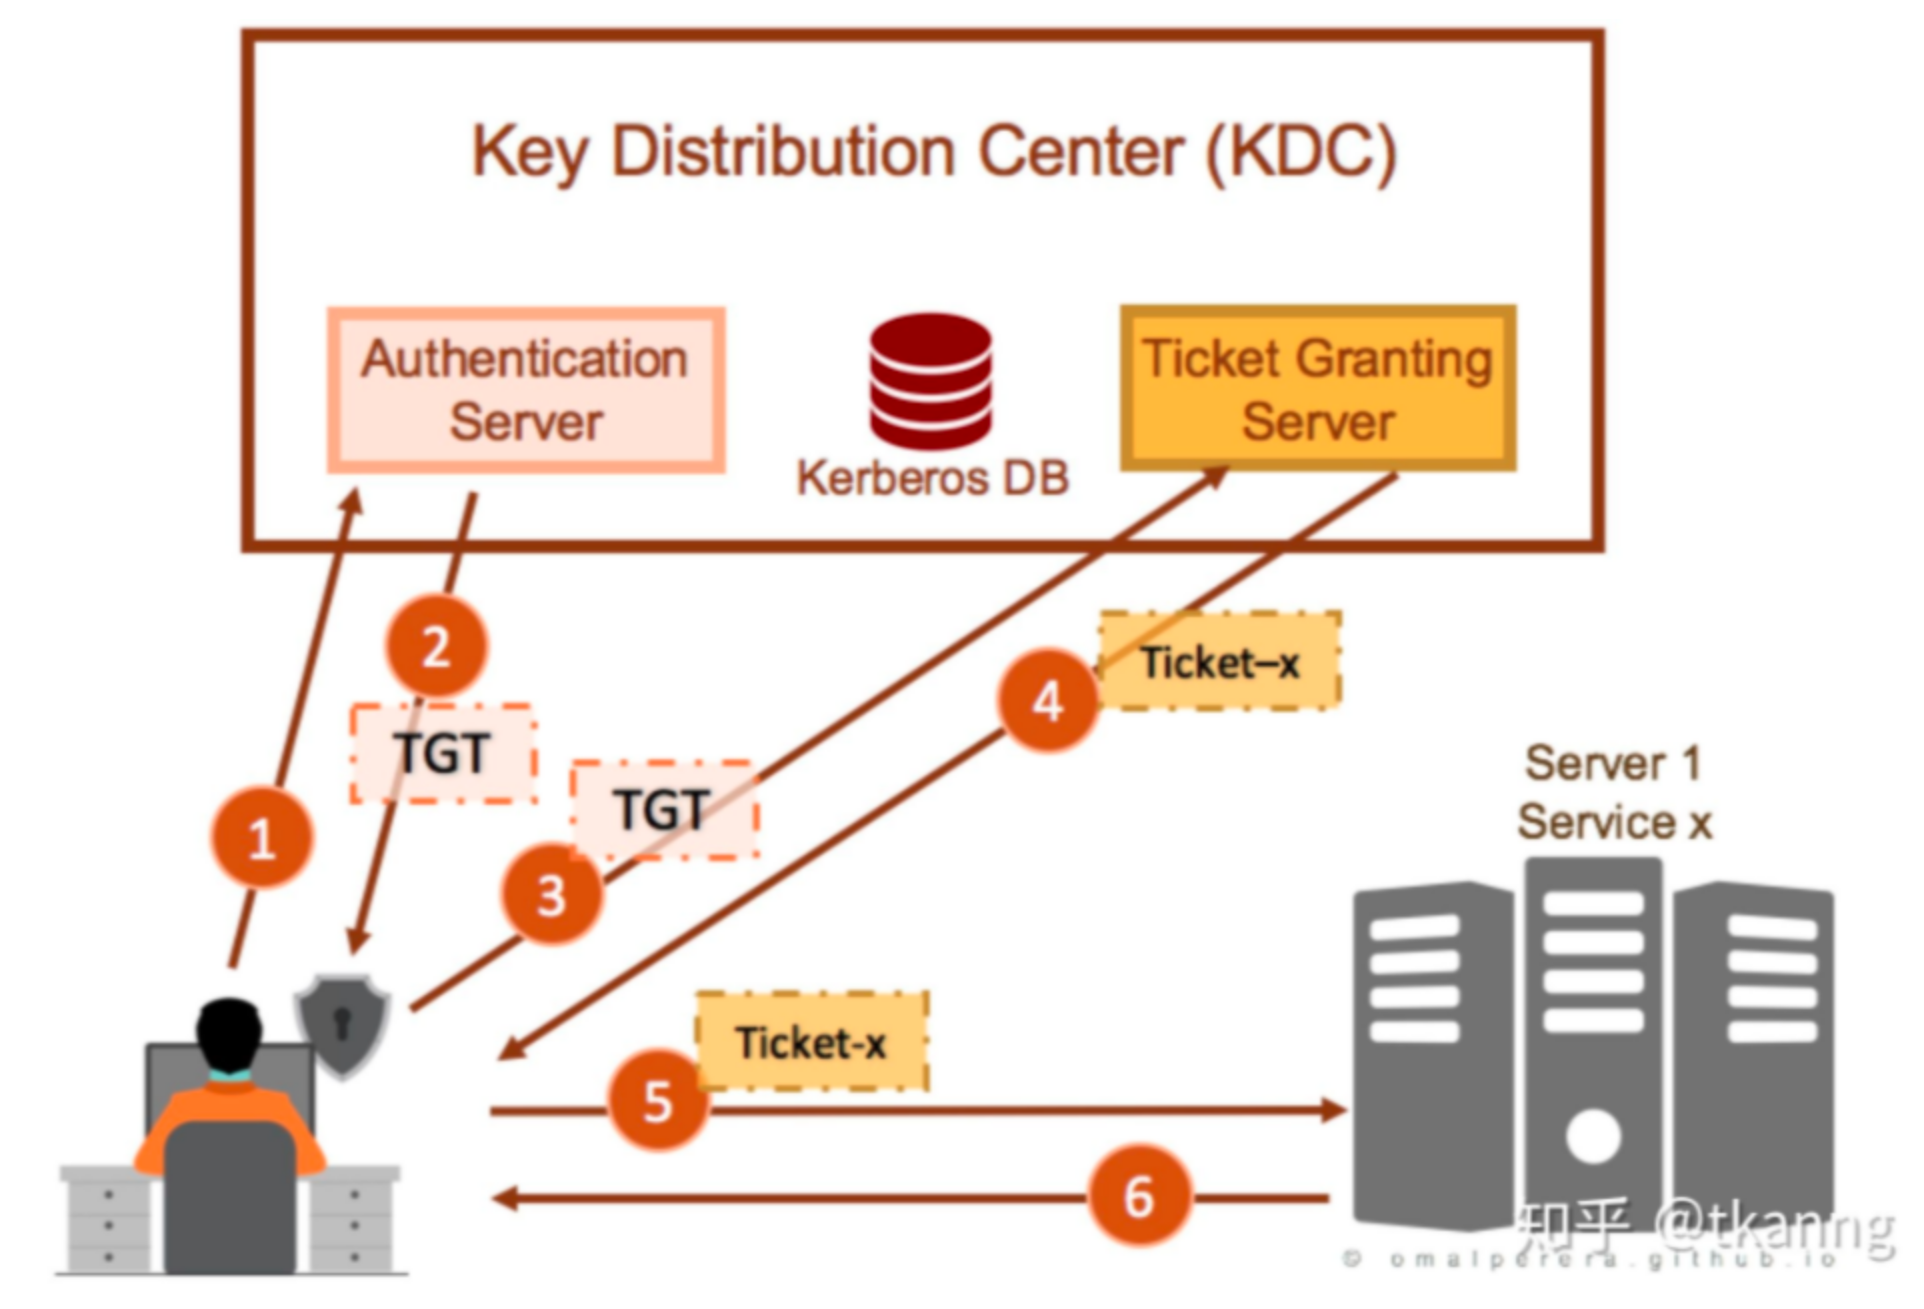 Key Distribution Center (KDC)
Authentication
Server
Kerberos DB
Ticket Granting
Server
2
Ticket–x
4
TGT
TGT
1
3
Server 1
Service x
Ticket-x
5
6
知乎 @tkanng
© omalperera.github.io